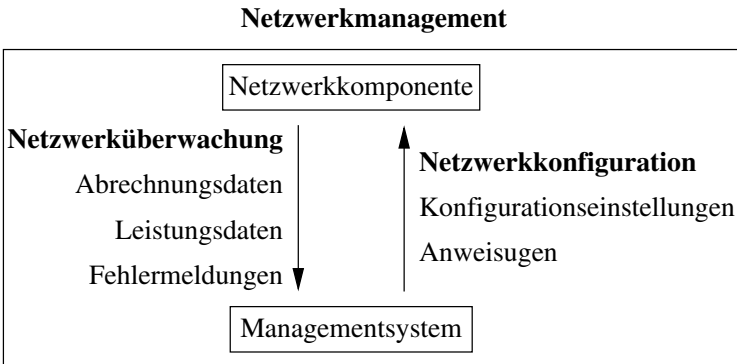 Netzwerkmanagement
Netzwerkkomponente
Netzwerküberwachung
Abrechnungsdaten
Leistungsdaten
Fehlermeldungen
Netzwerkkonfiguration
Konfigurationseinstellungen
Anweisugen
Managementsystem